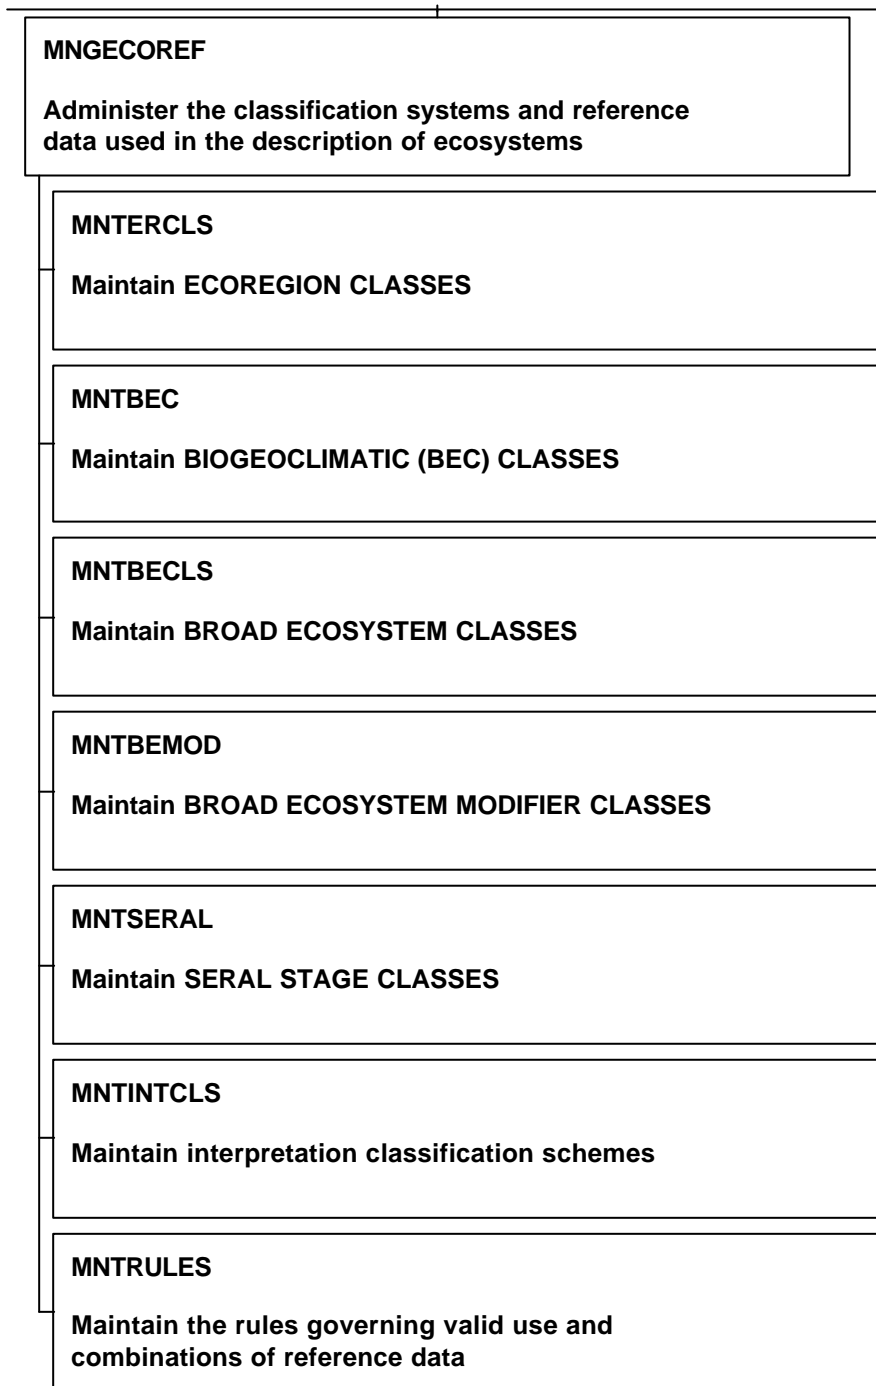 MNGECOREF
Administer the classification systems and reference
data used in the description of ecosystems
MNTERCLS
Maintain ECOREGION CLASSES
MNTBEC
Maintain BIOGEOCLIMATIC (BEC) CLASSES
MNTBECLS
Maintain BROAD ECOSYSTEM CLASSES
MNTBEMOD
Maintain BROAD ECOSYSTEM MODIFIER CLASSES
MNTSERAL
Maintain SERAL STAGE CLASSES
MNTINTCLS
Maintain interpretation classification schemes
MNTRULES
Maintain the rules governing valid use and
combinations of reference data